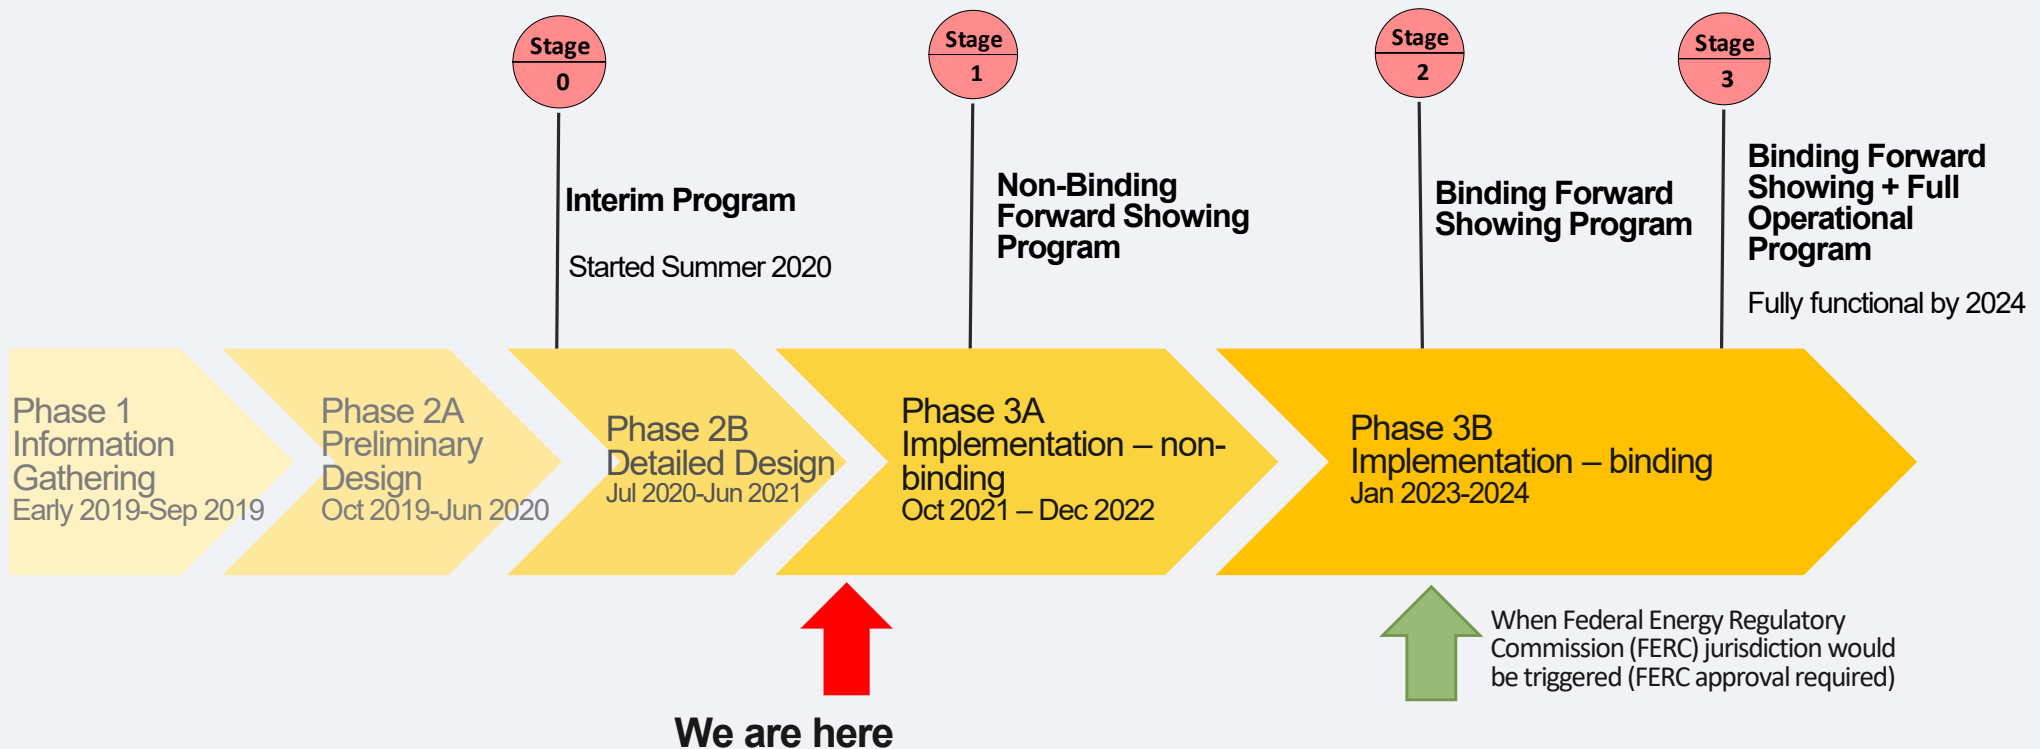 Stage
0
Stage
1
Stage
2
Stage
3
Interim Program
Started Summer 2020
Non-Binding
Forward Showing
Program
Binding Forward
Showing Program
Binding Forward
Showing + Full
Operational
Program
Fully functional by 2024
Phase 1
Information
Gathering
Early 2019-Sep 2019
Phase 2A
Preliminary
Design
Oct 2019-Jun 2020
Phase 2B
Detailed Design
Jul 2020-Jun 2021
Phase 3A
Implementation – non-
binding
Oct 2021 – Dec 2022
Phase 3B
Implementation – binding
Jan 2023-2024
We are here
When Federal Energy Regulatory
Commission (FERC) jurisdiction would
be triggered (FERC approval required)